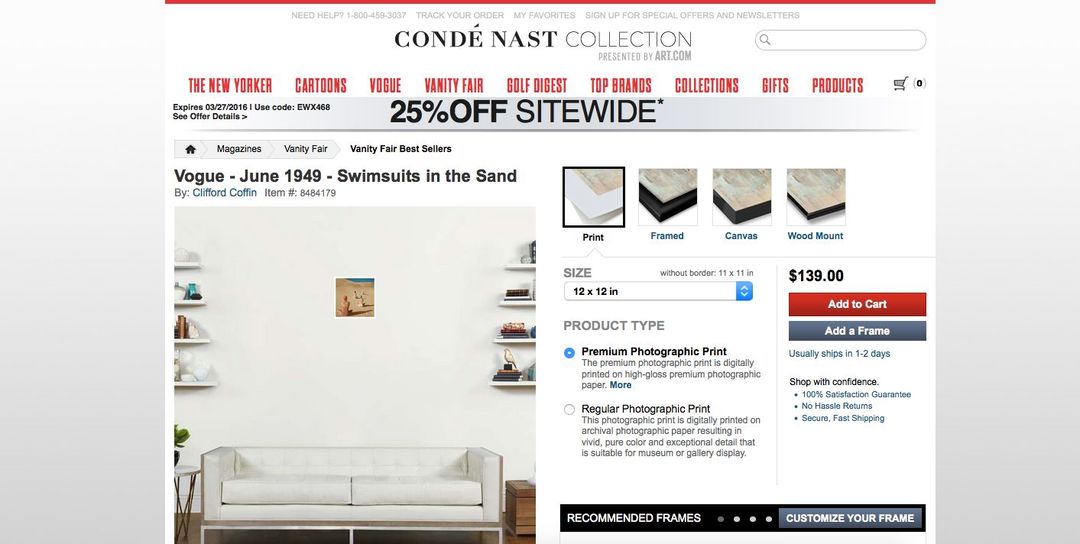 NEED HELP? 1-800-459-3037 TRACK YOUR ORDER MY FAVORITES SIGN UP FOR SPECIAL OFFERS AND NEWSLETTERS
CONDÉ NAST COLLECTION
PRESENTED BY ART.COM
THE NEW YORKER CARTOONS VOGUE VANITY FAIR GOLF DIGEST TOP BRANDS COLLECTIONS GIFTS PRODUCTS (0)
Expires 03/27/2016 I Use code: EWX468
See Offer Details >
25%OFF SITEWIDE*
Magazines Vanity Fair Vanity Fair Best Sellers
Vogue - June 1949 - Swimsuits in the Sand
By: Clifford Coffin Item #: 8484179
Print Framed Canvas Wood Mount
SIZE without border: 11 x 11 in
12 x 12 in
PRODUCT TYPE
Premium Photographic Print
The premium photographic print is digitally
printed on high-gloss premium photographic
paper. More
Regular Photographic Print
This photographic print is digitally printed on
archival photographic paper resulting in
vivid, pure color and exceptional detail that
is suitable for museum or gallery display.
$139.00
Add to Cart
Add a Frame
Usually ships in 1-2 days
Shop with confidence.
• 100% Satisfaction Guarantee
• No Hassle Returns
• Secure, Fast Shipping
RECOMMENDED FRAMES CUSTOMIZE YOUR FRAME